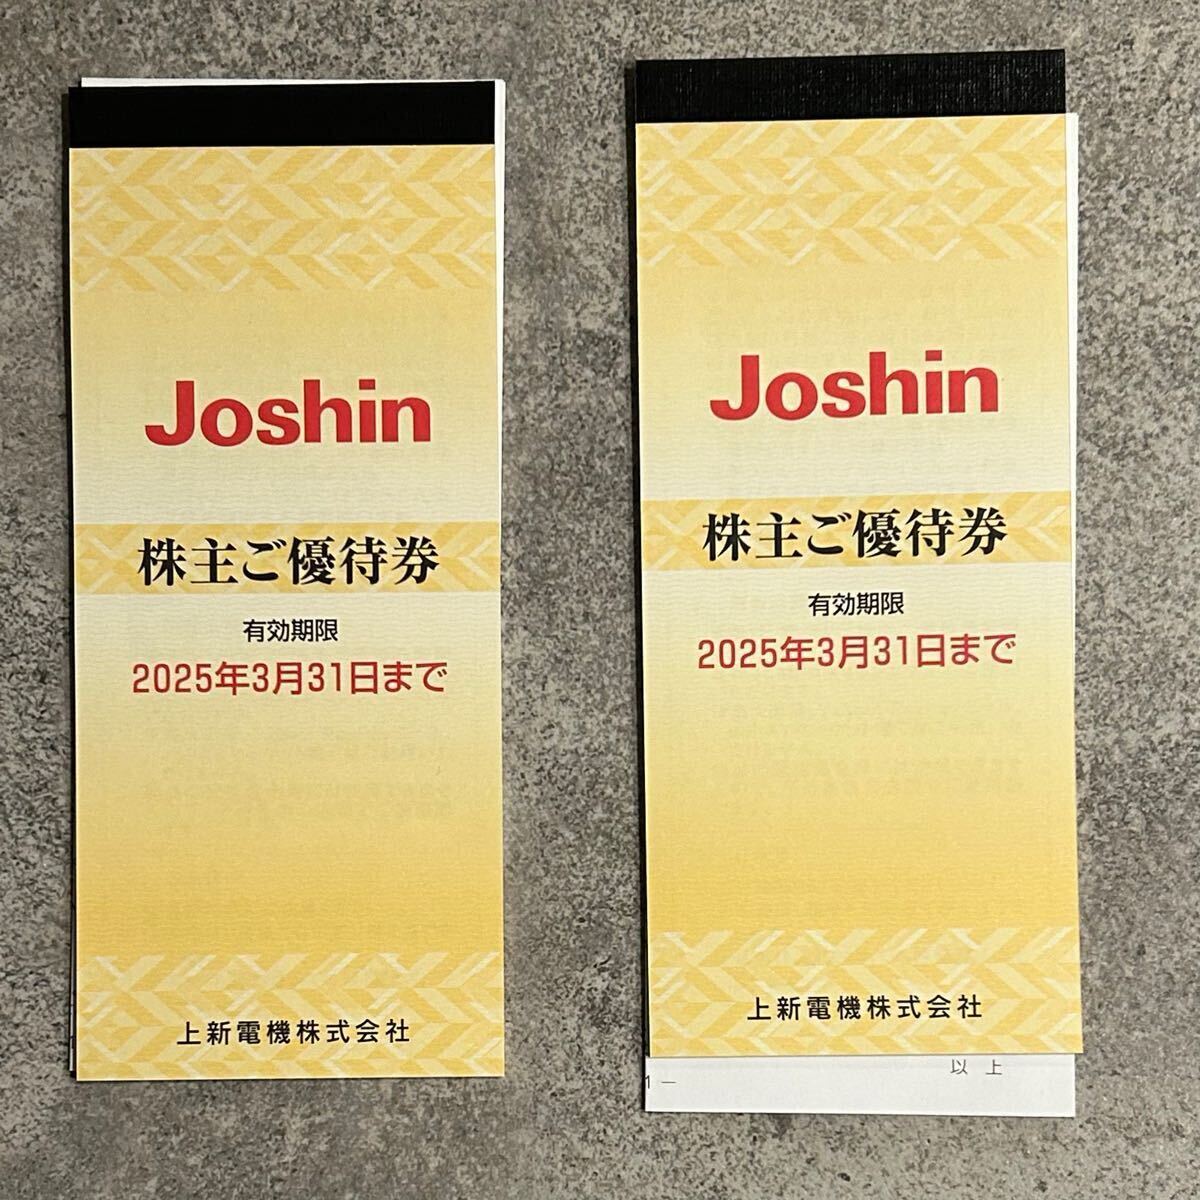 Joshin
株主ご優待券
有効期限
2025年3月31日まで
上新電機株式会社
Joshin
株主ご優待券
有効期限
2025年3月31日まで
上新電機株式会社
以上
1 —